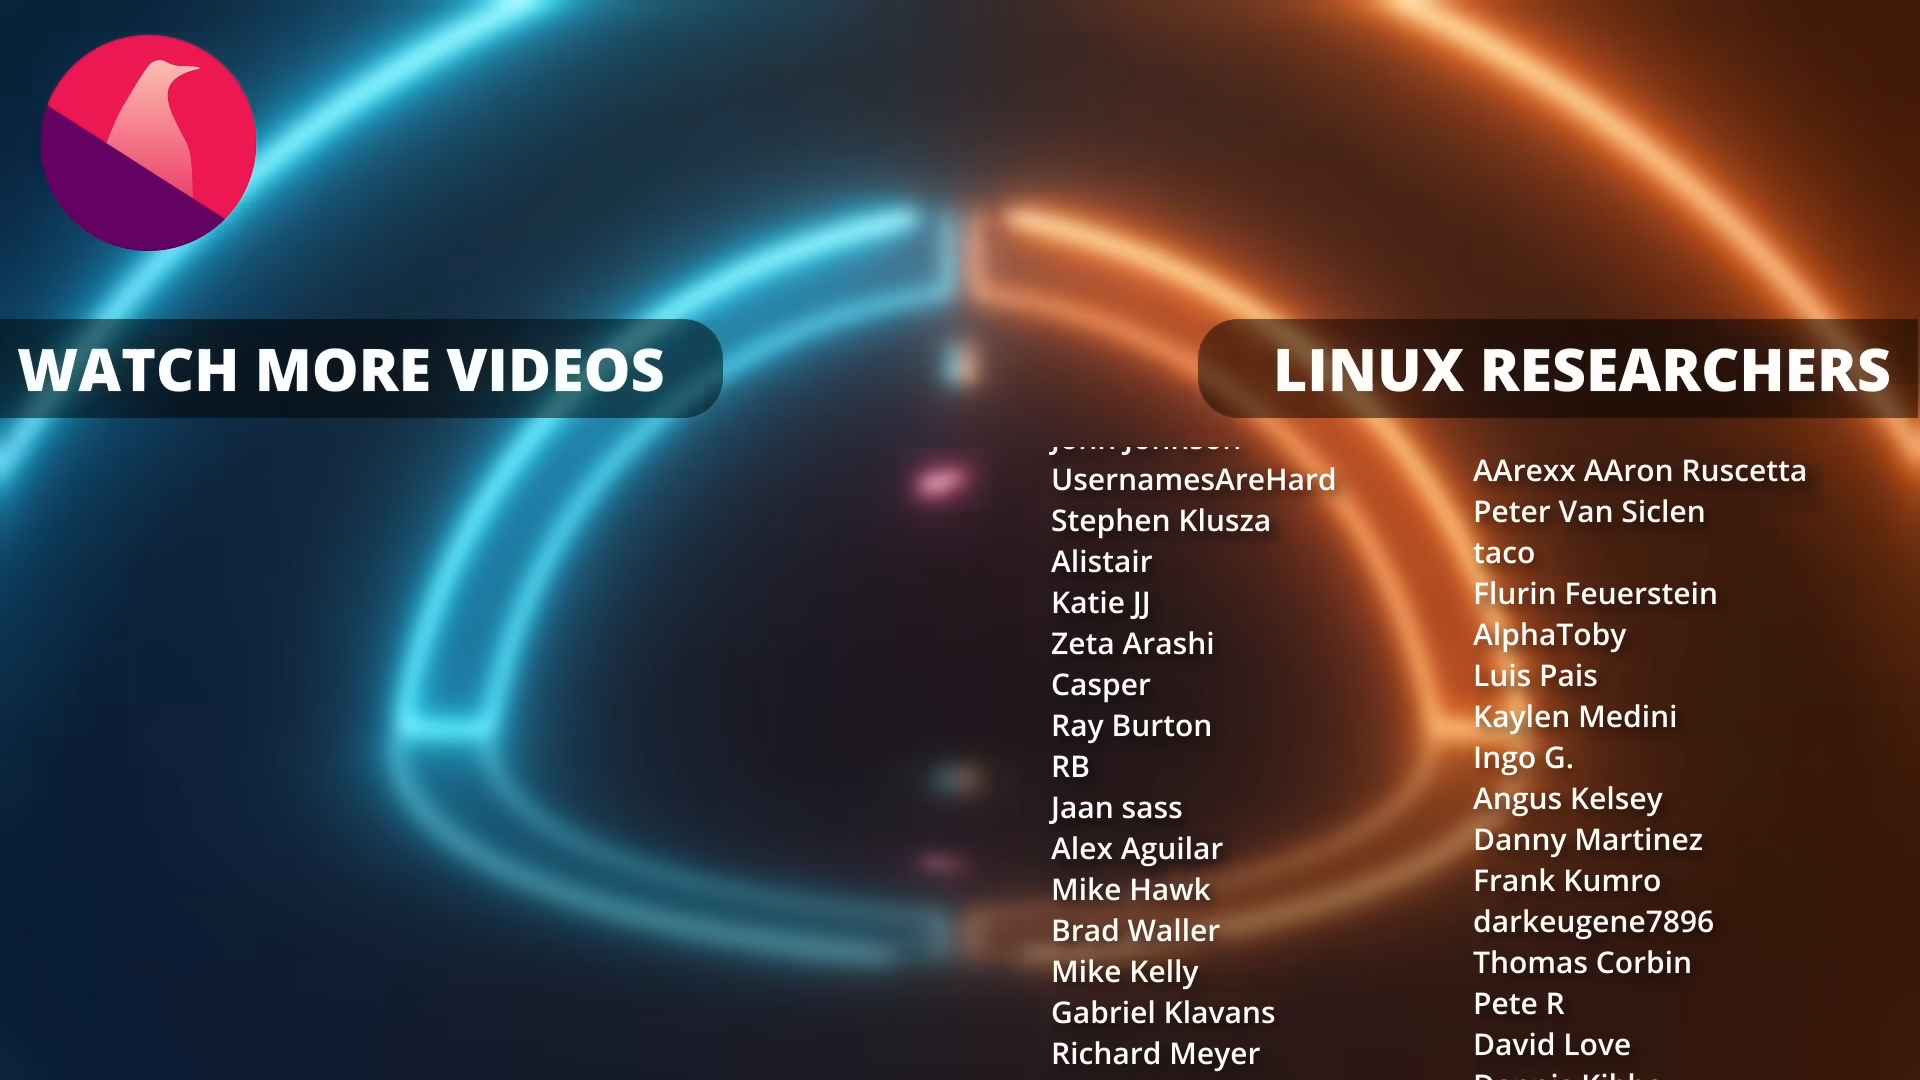 WATCH MORE VIDEOS
LINUX RESEARCHERS
UsernamesAreHard
Stephen Klusza
Alistair
Katie JJ
Zeta Arashi
Casper
Ray Burton
RB
Jaan sass
Alex Aguilar
Mike Hawk
Brad Waller
Mike Kelly
Gabriel Klavans
Richard Meyer
AArexx AAron Ruscetta
Peter Van Siclen
taco
Flurin Feuerstein
AlphaToby
Luis Pais
Kaylen Medini
Ingo G.
Angus Kelsey
Danny Martinez
Frank Kumro
darkeugene7896
Thomas Corbin
Pete R
David Love